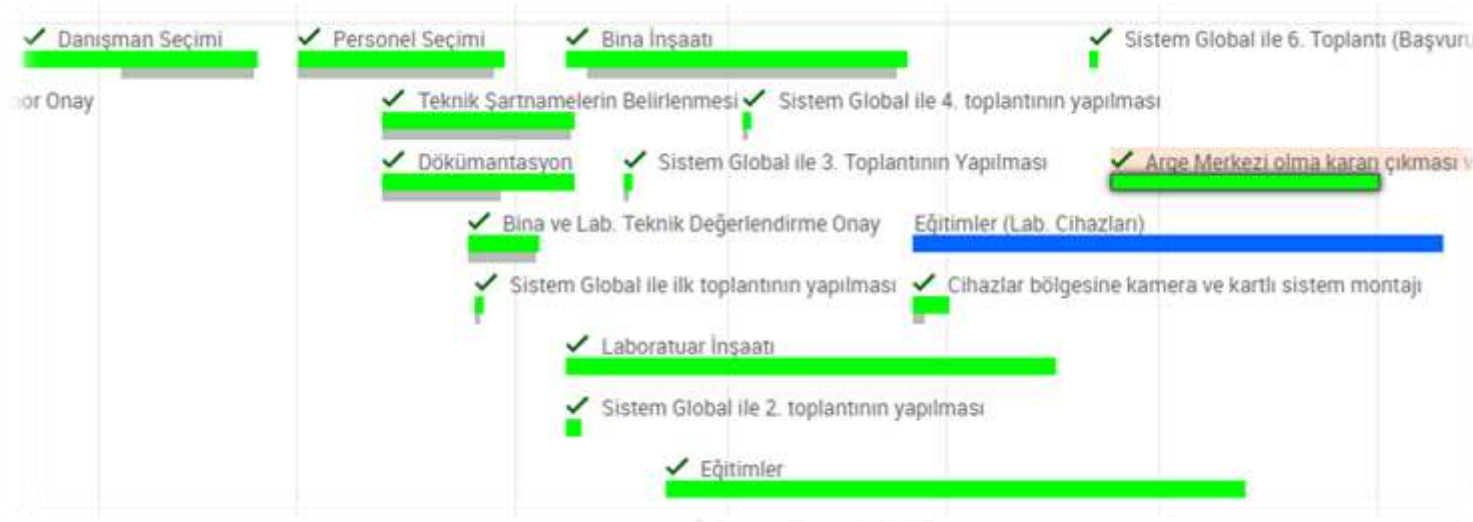 Danışman Seçimi
Personel Seçimi
Bina İnşaatı
Sistem Global ile 6. Toplantı (Başvuru
or Onay
Teknik Şartnamelerin Belirlenmesi
Sistem Global ile 4. toplantının yapılması
Dökümantasyon
Sistem Global ile 3. Toplantının Yapılması
Arge Merkezi olma kararı çıkması v
Bina ve Lab. Teknik Değerlendirme Onay
Eğitimler (Lab. Cihazları)
Sistem Global ile ilk toplantının yapılması
Cihazlar bölgesine kamera ve kartlı sistem montajı
Laboratuar İnşaatı
Sistem Global ile 2. toplantının yapılması
Eğitimler